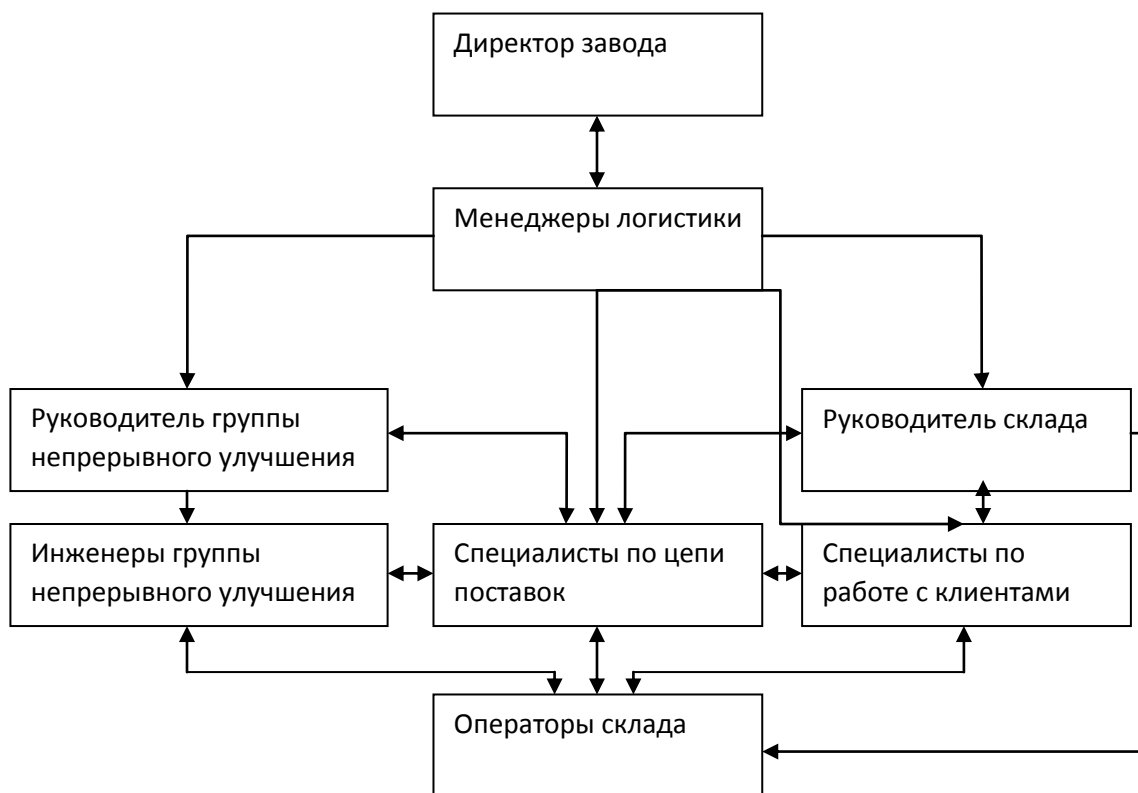 Директор завода
Менеджеры логистики
Руководитель группы
непрерывного улучшения
Руководитель склада
Инженеры группы
непрерывного улучшения
Специалисты по цепи
поставок
Специалисты по
работе с клиентами
Операторы склада